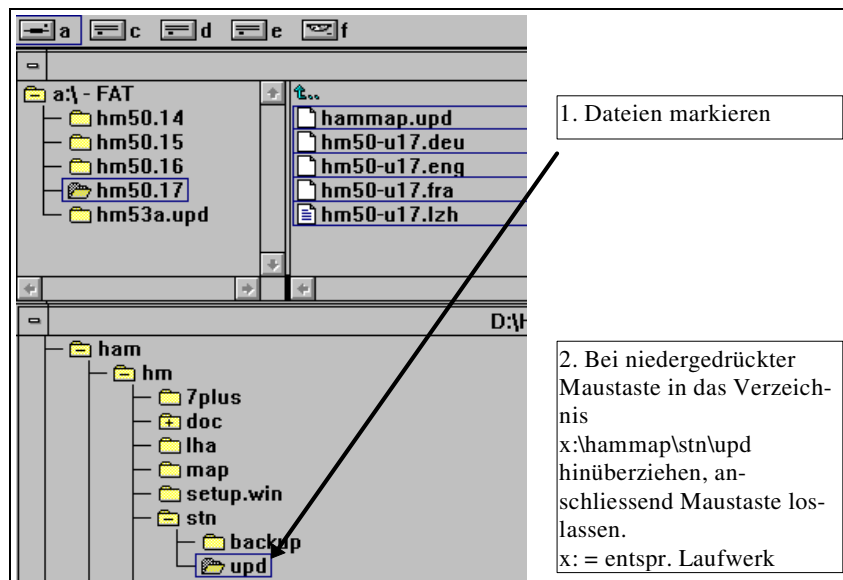 a c d e f
a:\ - FAT
hm50.14
hm50.15
hm50.16
hm50.17
hm53a.upd
hammap.upd
hm50-u17.deu
hm50-u17.eng
hm50-u17.fra
hm50-u17.lzh
1. Dateien markieren
D:\H
ham
hm
7plus
doc
lha
map
setup.win
stn
backup
upd
2. Bei niedergedrückter
Maustaste in das Verzeich-
nis
x:\hammap\stn\upd
hinüberziehen, an-
schliessend Maustaste los-
lassen.
x: = entspr. Laufwerk